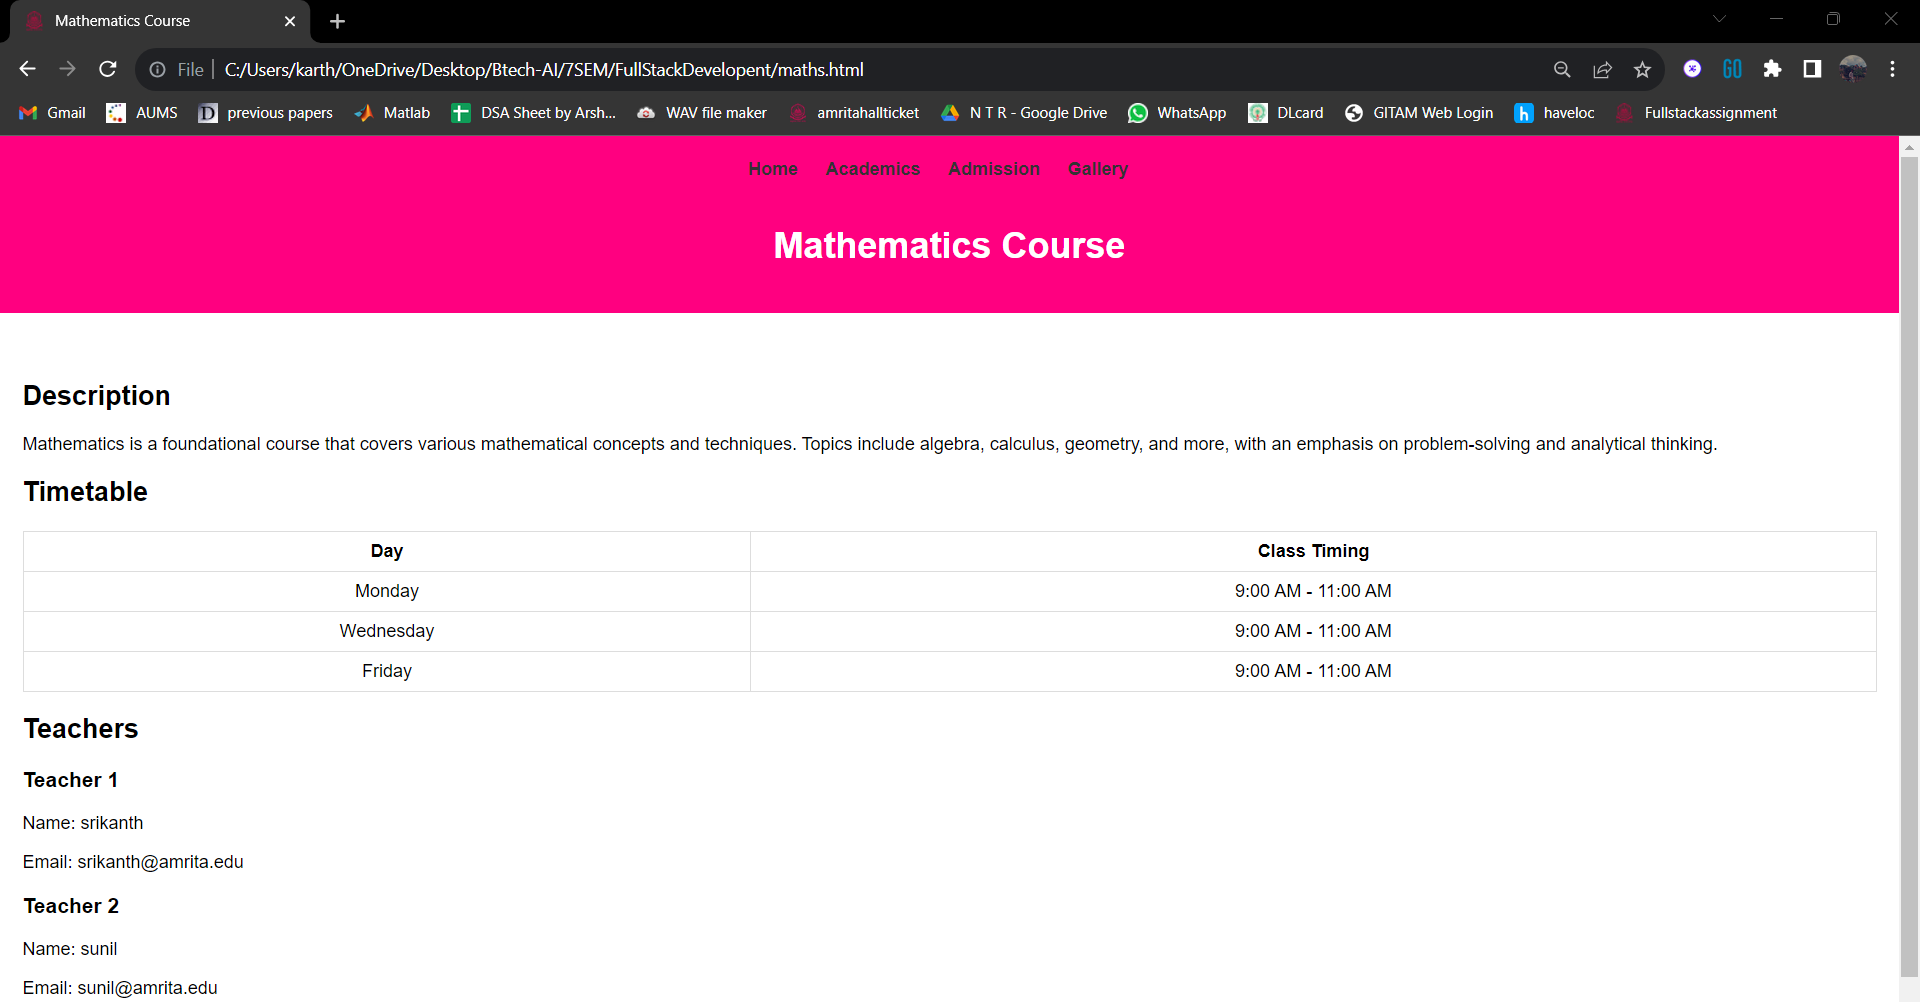 Mathematics Course
File C:/Users/karth/OneDrive/Desktop/Btech-AI/7SEM/FullStackDevelopent/maths.html GO
Gmail AUMS D previous papers Matlab DSA Sheet by Arsh... WAV file maker amritahallticket N T R - Google Drive WhatsApp DLcard GITAM Web Login h haveloc Fullstackassignment
Home Academics Admission Gallery
Mathematics Course
Description
Mathematics is a foundational course that covers various mathematical concepts and techniques. Topics include algebra, calculus, geometry, and more, with an emphasis on problem-solving and analytical thinking.
Timetable
Day Class Timing
Monday 9:00 AM - 11:00 AM
Wednesday 9:00 AM - 11:00 AM
Friday 9:00 AM - 11:00 AM
Teachers
Teacher 1
Name: srikanth
Email: srikanth@amrita.edu
Teacher 2
Name: sunil
Email: sunil@amrita.edu